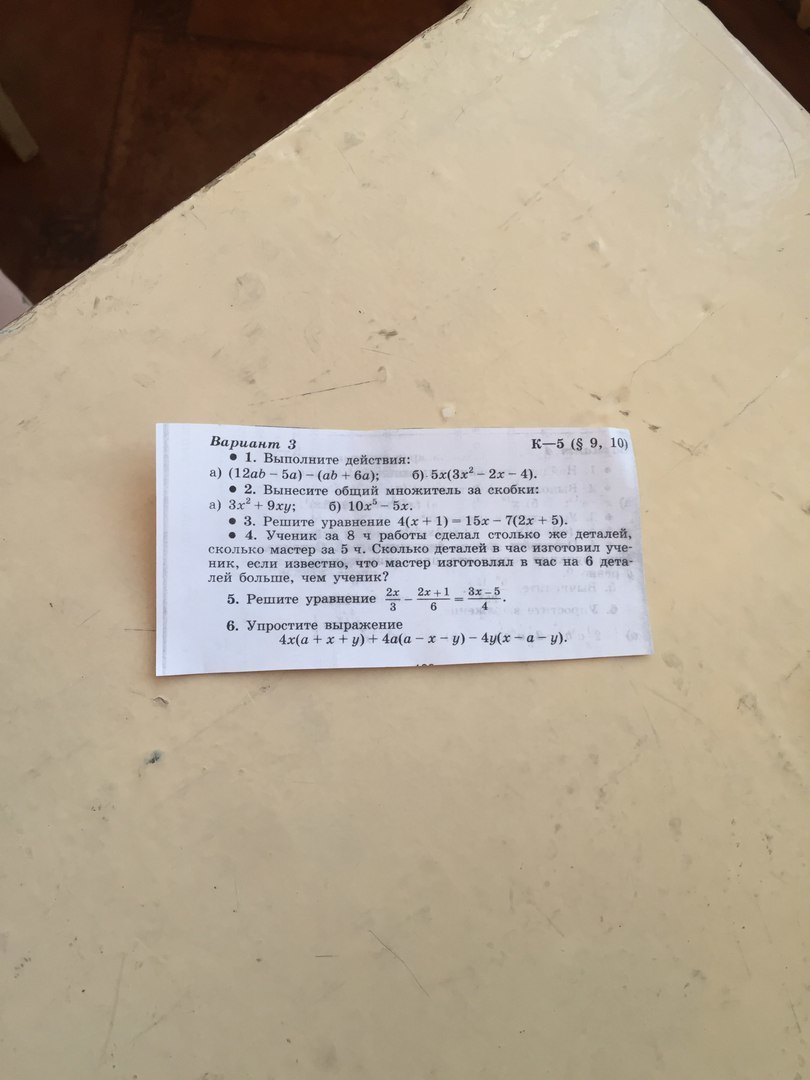 Вариант 3 К—5 (§ 9, 10)
• 1. Выполните действия:
а) (12ab − 5a) − (ab + 6a); б) 5x(3x² − 2x − 4).
• 2. Вынесите общий множитель за скобки:
а) 3x² + 9xy; б) 10x⁵ − 5x.
• 3. Решите уравнение 4(x + 1) = 15x − 7(2x + 5).
• 4. Ученик за 8 ч работы сделал столько же деталей,
сколько мастер за 5 ч. Сколько деталей в час изготовил уче-
ник, если известно, что мастер изготовлял в час на 6 дета-
лей больше, чем ученик?
5. Решите уравнение 2x/3 − (2x + 1)/6 = (3x − 5)/4.
6. Упростите выражение
4x(a + x + y) + 4a(a − x − y) − 4y(x − a − y).